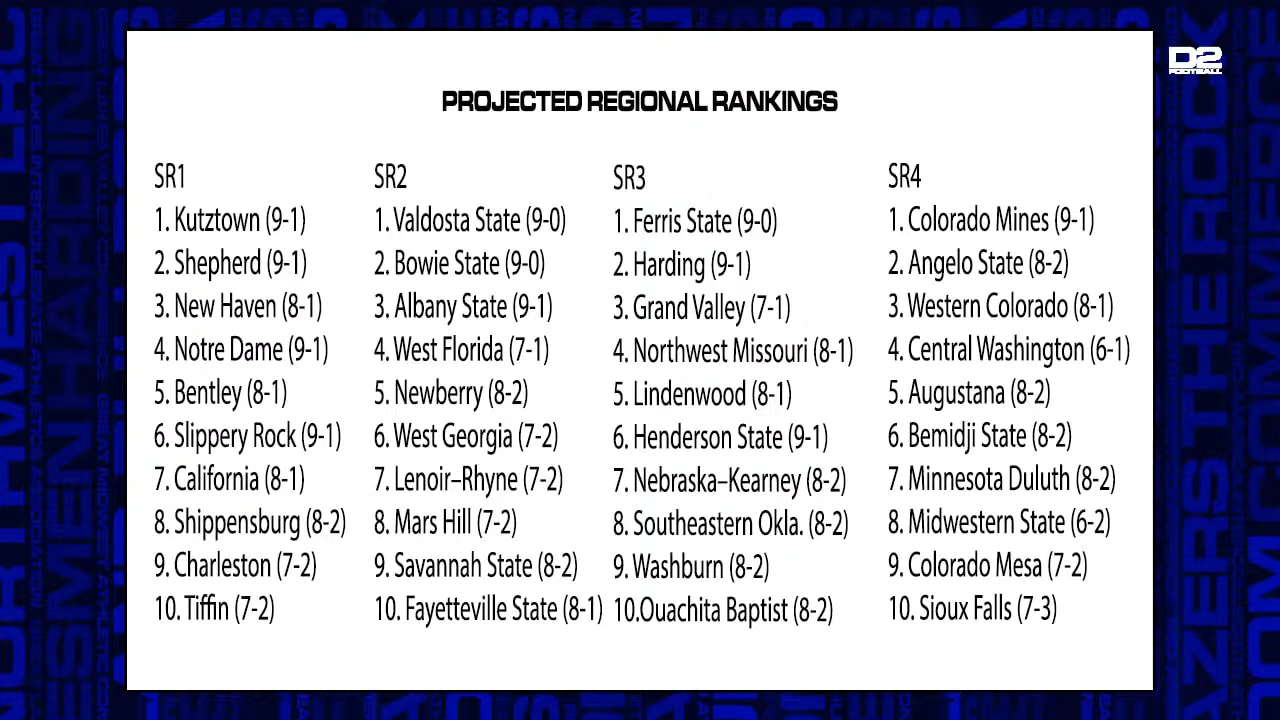 D2
FOOTBALL
PROJECTED REGIONAL RANKINGS
SR1
1. Kutztown (9-1)
2. Shepherd (9-1)
3. New Haven (8-1)
4. Notre Dame (9-1)
5. Bentley (8-1)
6. Slippery Rock (9-1)
7. California (8-1)
8. Shippensburg (8-2)
9. Charleston (7-2)
10. Tiffin (7-2)
SR2
1. Valdosta State (9-0)
2. Bowie State (9-0)
3. Albany State (9-1)
4. West Florida (7-1)
5. Newberry (8-2)
6. West Georgia (7-2)
7. Lenoir–Rhyne (7-2)
8. Mars Hill (7-2)
9. Savannah State (8-2)
10. Fayetteville State (8-1)
SR3
1. Ferris State (9-0)
2. Harding (9-1)
3. Grand Valley (7-1)
4. Northwest Missouri (8-1)
5. Lindenwood (8-1)
6. Henderson State (9-1)
7. Nebraska–Kearney (8-2)
8. Southeastern Okla. (8-2)
9. Washburn (8-2)
10.Ouachita Baptist (8-2)
SR4
1. Colorado Mines (9-1)
2. Angelo State (8-2)
3. Western Colorado (8-1)
4. Central Washington (6-1)
5. Augustana (8-2)
6. Bemidji State (8-2)
7. Minnesota Duluth (8-2)
8. Midwestern State (6-2)
9. Colorado Mesa (7-2)
10. Sioux Falls (7-3)